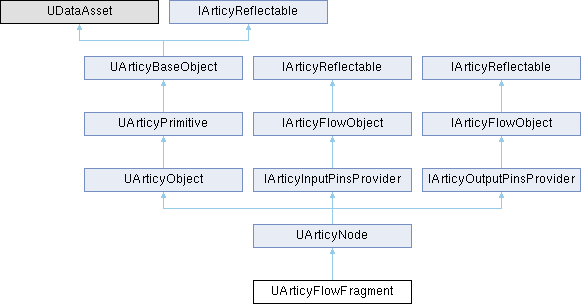 UDataAsset
IArticyReflectable
UArticyBaseObject
IArticyReflectable
IArticyReflectable
UArticyPrimitive
IArticyFlowObject
IArticyFlowObject
UArticyObject
IArticyInputPinsProvider
IArticyOutputPinsProvider
UArticyNode
UArticyFlowFragment